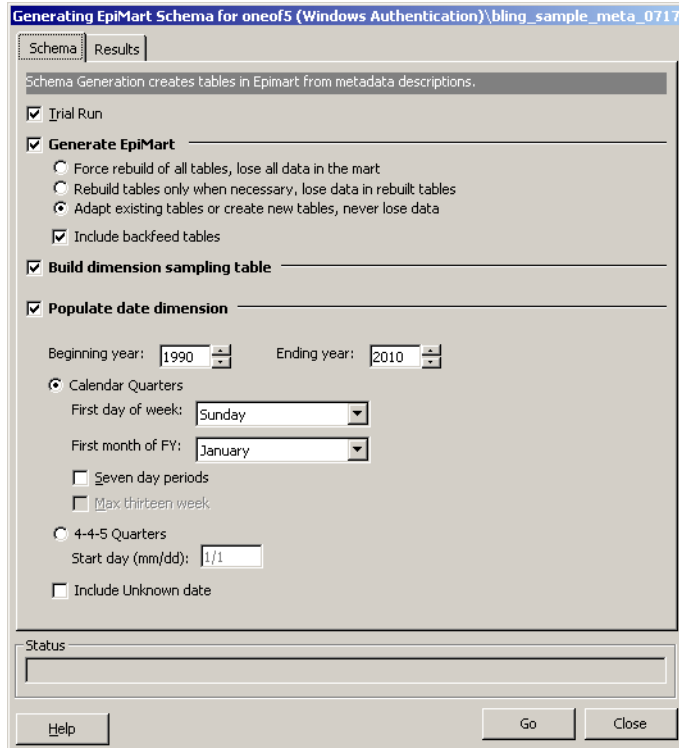 Generating EpiMart Schema for oneof5 (Windows Authentication)\bling_sample_meta_0717
Schema Results
Schema Generation creates tables in Epimart from metadata descriptions.
Trial Run
Generate EpiMart
Force rebuild of all tables, lose all data in the mart
Rebuild tables only when necessary, lose data in rebuilt tables
Adapt existing tables or create new tables, never lose data
Include backfeed tables
Build dimension sampling table
Populate date dimension
Beginning year: 1990 Ending year: 2010
Calendar Quarters
First day of week: Sunday
First month of FY: January
Seven day periods
Max thirteen week
4-4-5 Quarters
Start day (mm/dd): 1/1
Include Unknown date
Status
Help Go Close